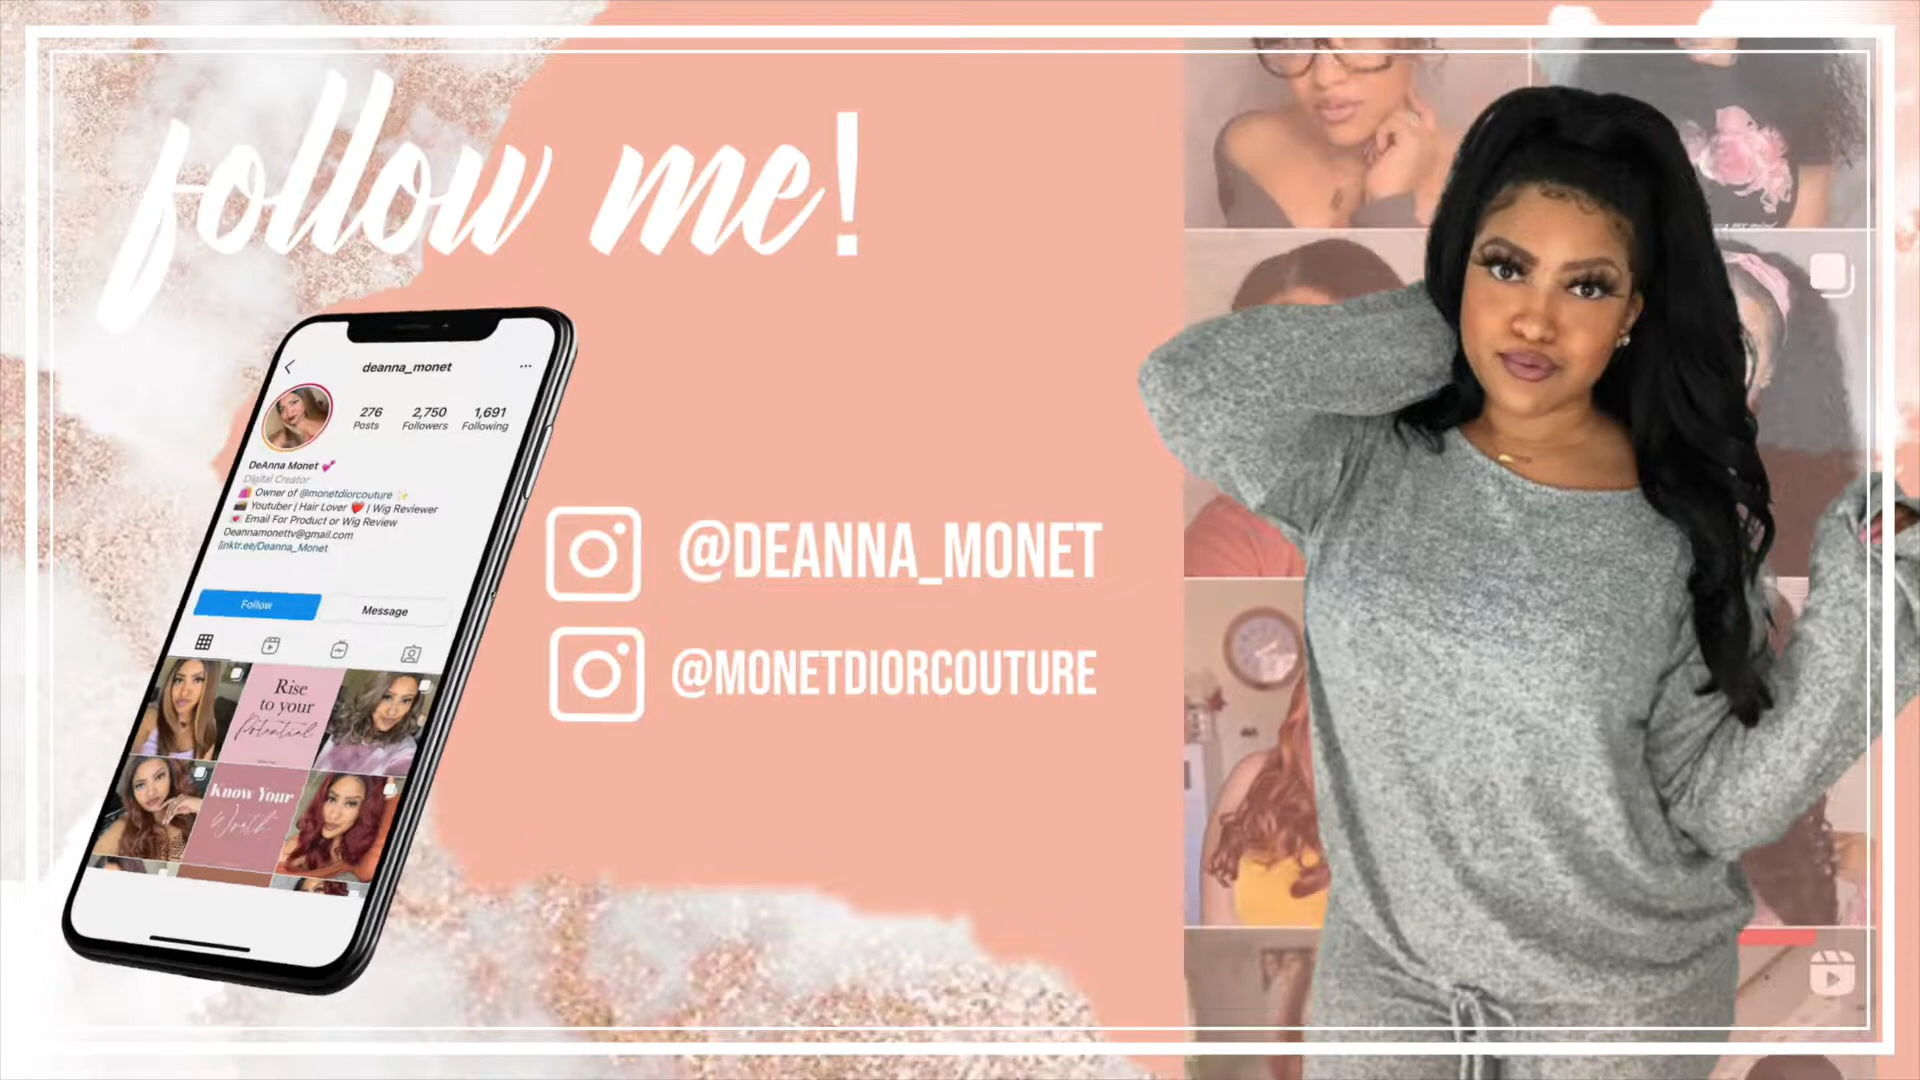 follow me!
deanna_monet
276 2,750 1,691
Posts Followers Following
DeAnna Monet 💕
Digital Creator
🛍️ Owner of @monetdiorcouture ✨
📹 Youtuber | Hair Lover ❤️ | Wig Reviewer
💌 Email For Product or Wig Review
Deannamonettv@gmail.com
linktr.ee/Deanna_Monet
Follow Message
Rise
to your
Potential
Know Your
Worth
@DEANNA_MONET
@MONETDIORCOUTURE